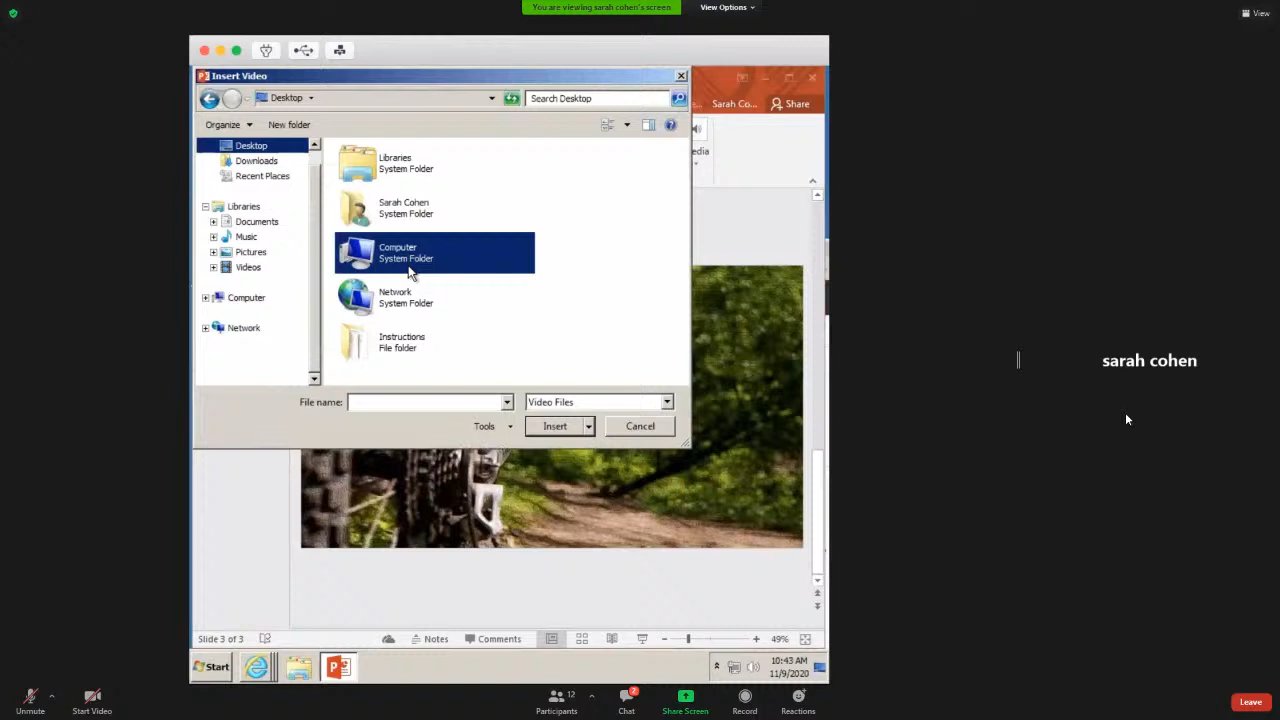 You are viewing sarah cohen's screen
View Options
View
Insert Video
Desktop
Search Desktop
Sarah Co...
Share
Organize
New folder
edia
Desktop
Downloads
Recent Places
Libraries
Documents
Music
Pictures
Videos
Computer
Network
Libraries
System Folder
Sarah Cohen
System Folder
Computer
System Folder
Network
System Folder
Instructions
File folder
File name:
Video Files
Tools
Insert
Cancel
sarah cohen
Slide 3 of 3
Notes
Comments
49%
Start
10:43 AM
11/9/2020
Unmute
Start Video
Participants
12
Chat
2
Share Screen
Record
Reactions
Leave